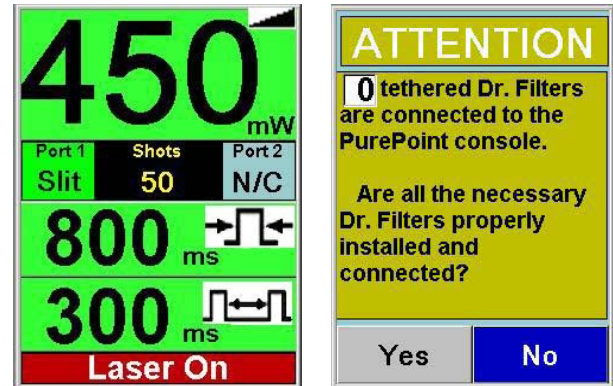 450
mW
Port 1 Shots Port 2
Slit 50 N/C
800 ms
300 ms
Laser On
ATTENTION
0 tethered Dr. Filters
are connected to the
PurePoint console.
Are all the necessary
Dr. Filters properly
installed and
connected?
Yes No